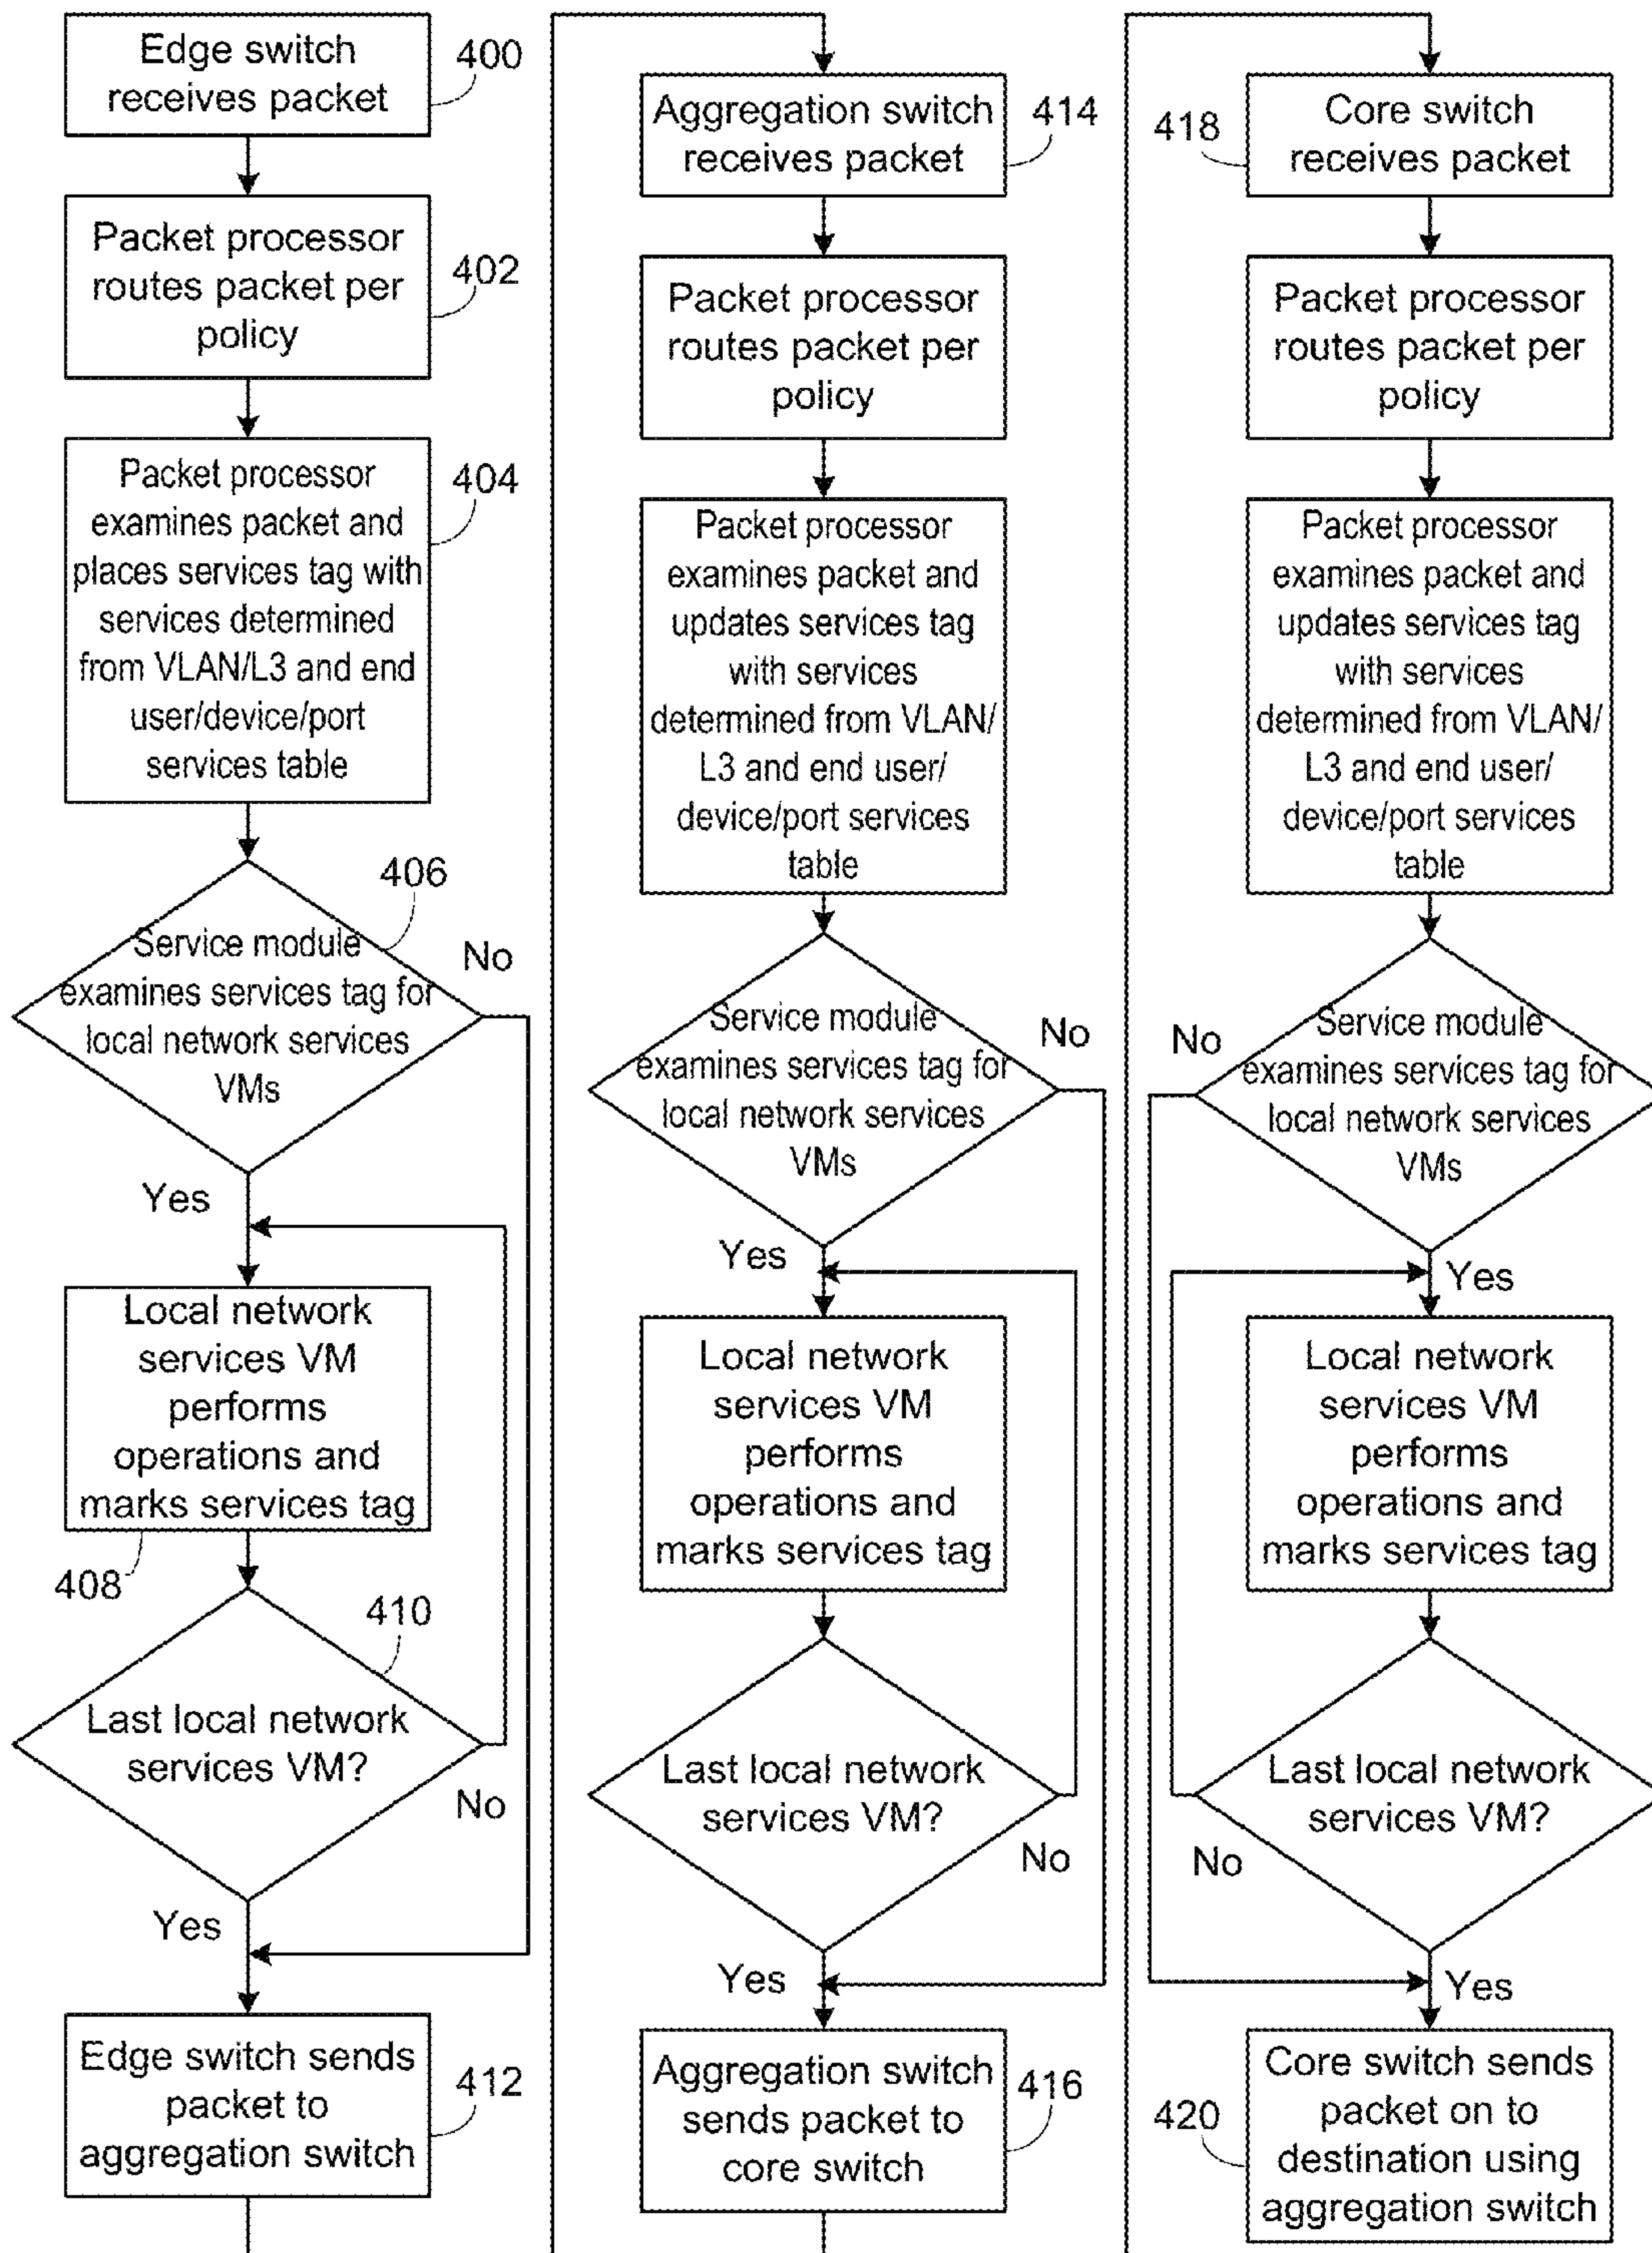 Edge switch
receives packet
400
Packet processor
routes packet per
policy
402
Packet processor
examines packet and
places services tag with
services determined
from VLAN/L3 and end
user/device/port
services table
404
406
Service module
examines services tag for
local network services
VMs
No
Yes
Local network
services VM
performs
operations and
marks services tag
408
410
Last local network
services VM?
No
Yes
Edge switch sends
packet to
aggregation switch
412
Aggregation switch
receives packet
414
Packet processor
routes packet per
policy
Packet processor
examines packet and
updates services tag
with services
determined from VLAN/
L3 and end user/
device/port services
table
Service module
examines services tag for
local network services
VMs
No
Yes
Local network
services VM
performs
operations and
marks services tag
Last local network
services VM?
No
Yes
Aggregation switch
sends packet to
core switch
416
418
Core switch
receives packet
Packet processor
routes packet per
policy
Packet processor
examines packet and
updates services tag
with services
determined from VLAN/
L3 and end user/
device/port services
table
No
Service module
examines services tag for
local network services
VMs
Yes
Local network
services VM
performs
operations and
marks services tag
Last local network
services VM?
No
Yes
420
Core switch sends
packet on to
destination using
aggregation switch